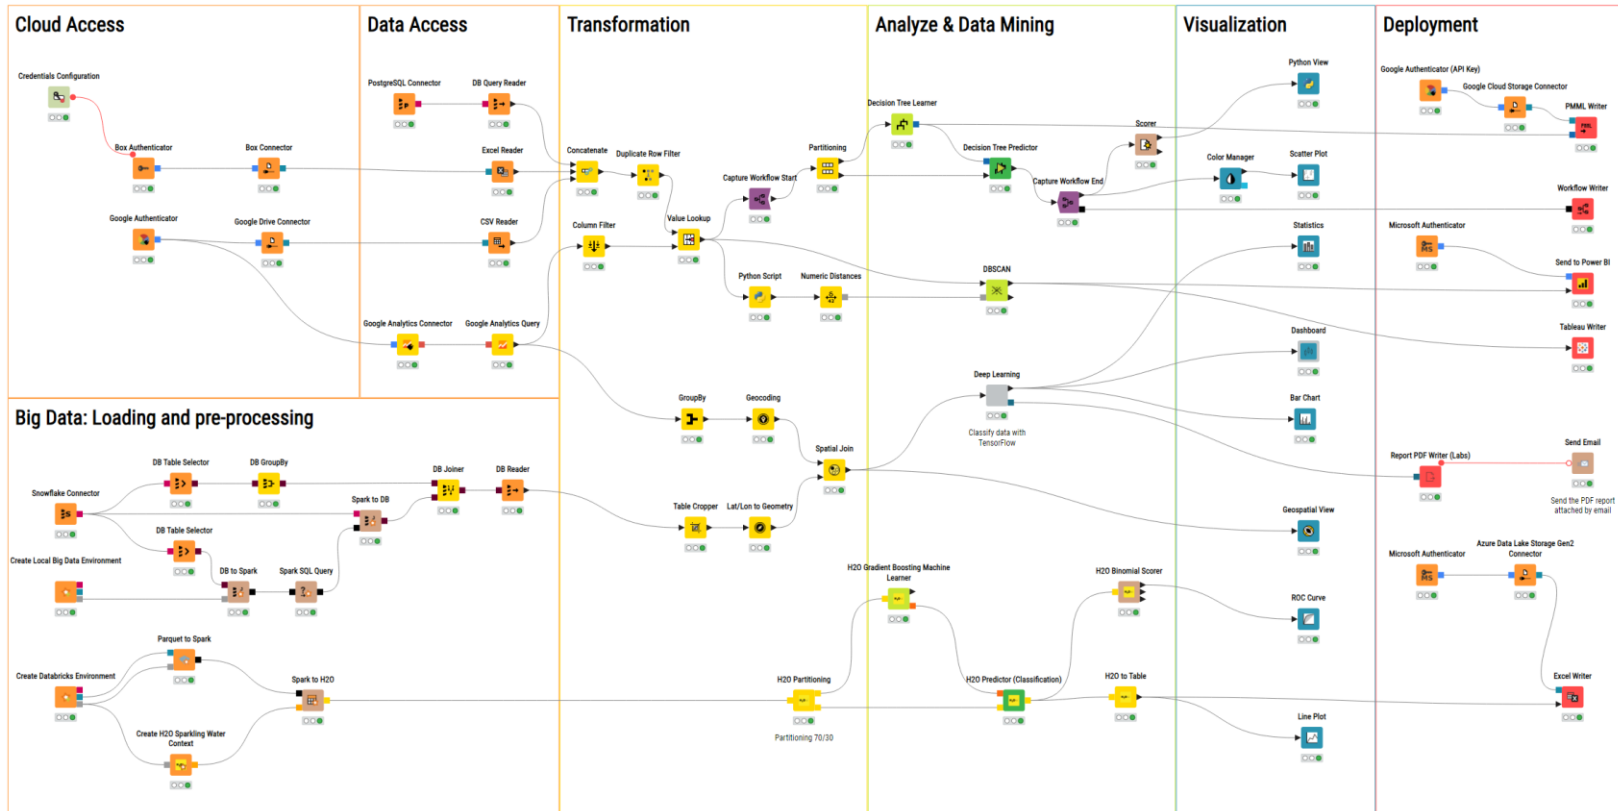 Cloud Access
Data Access
Transformation
Analyze & Data Mining
Visualization
Deployment
Credentials Configuration
Box Authenticator
Box Connector
Google Authenticator
Google Drive Connector
PostgreSQL Connector
DB Query Reader
Excel Reader
CSV Reader
Google Analytics Connector
Google Analytics Query
Concatenate
Duplicate Row Filter
Column Filter
Value Lookup
Capture Workflow Start
Partitioning
Python Script
Numeric Distances
GroupBy
Geocoding
Spatial Join
Table Cropper
Lat/Lon to Geometry
H2O Partitioning
Partitioning 70/30
Decision Tree Learner
Decision Tree Predictor
Capture Workflow End
Scorer
DBSCAN
Deep Learning
Classify data with
TensorFlow
H2O Gradient Boosting Machine
Learner
H2O Predictor (Classification)
H2O Binomial Scorer
H2O to Table
Python View
Color Manager
Scatter Plot
Statistics
Dashboard
Bar Chart
Geospatial View
ROC Curve
Line Plot
Google Authenticator (API Key)
Google Cloud Storage Connector
PMML Writer
PMML
Workflow Writer
Microsoft Authenticator
MS
Send to Power BI
Tableau Writer
Report PDF Writer (Labs)
Send Email
Send the PDF report
attached by email
Microsoft Authenticator
MS
Azure Data Lake Storage Gen2
Connector
Excel Writer
Big Data: Loading and pre-processing
Snowflake Connector
DB Table Selector
DB GroupBy
DB Joiner
DB Reader
DB Table Selector
Spark to DB
Create Local Big Data Environment
DB to Spark
Spark SQL Query
Parquet to Spark
Create Databricks Environment
Spark to H2O
Create H2O Sparkling Water
Context